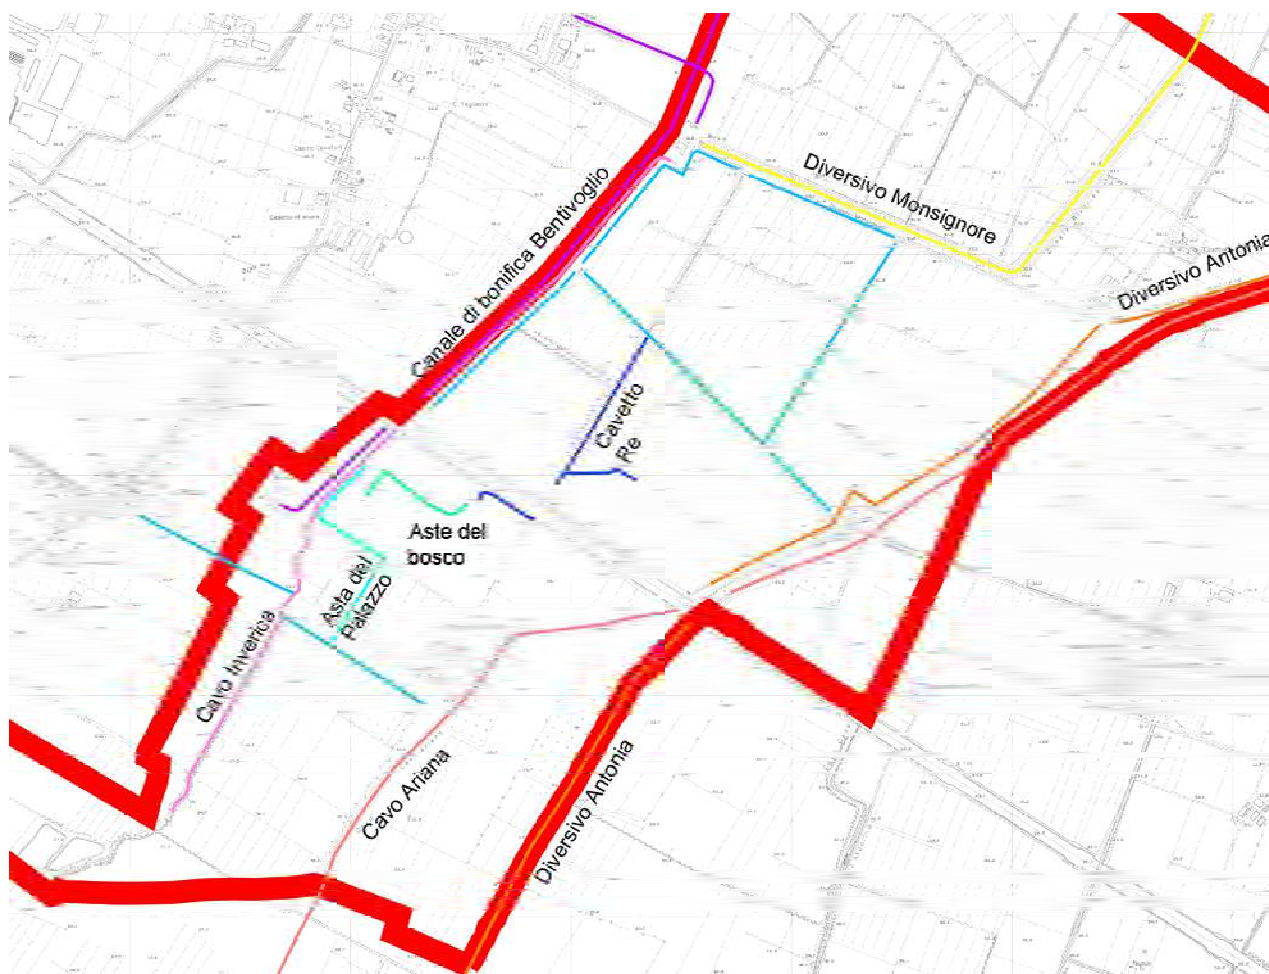 Diversivo Monsignore
Canale di bonifica Bentivoglio
Diversivo Antonia
Cavetto
Re
Aste del
bosco
Asta del
Palazzo
Cavo Inverica
Cavo Ariana
Diversivo Antonia